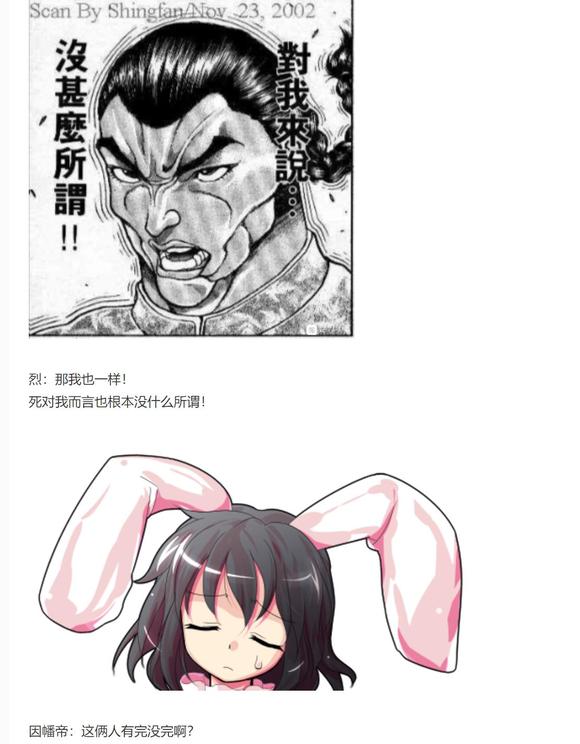 Scan By Shingfan/Nov 23, 2002
對我來說…
沒甚麼所謂!!
烈：那我也一样！
死对我而言也根本没什么所谓！
因幡帝：这俩人有完没完啊？